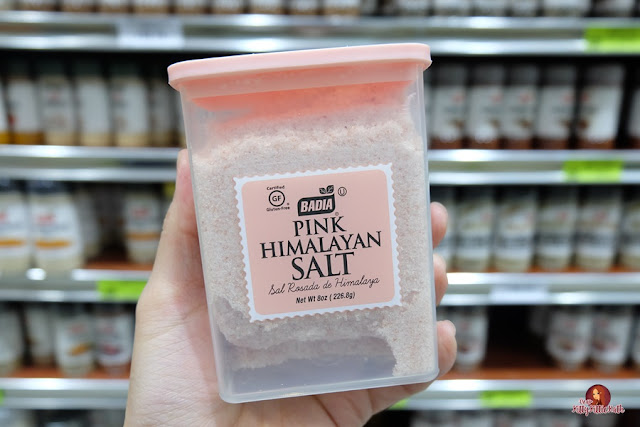 Certified
GF
Gluten-Free
U
BADIA
®
PINK
HIMALAYAN
SALT
Sal Rosada de Himalaya
Net Wt 8oz ( 226.8g)